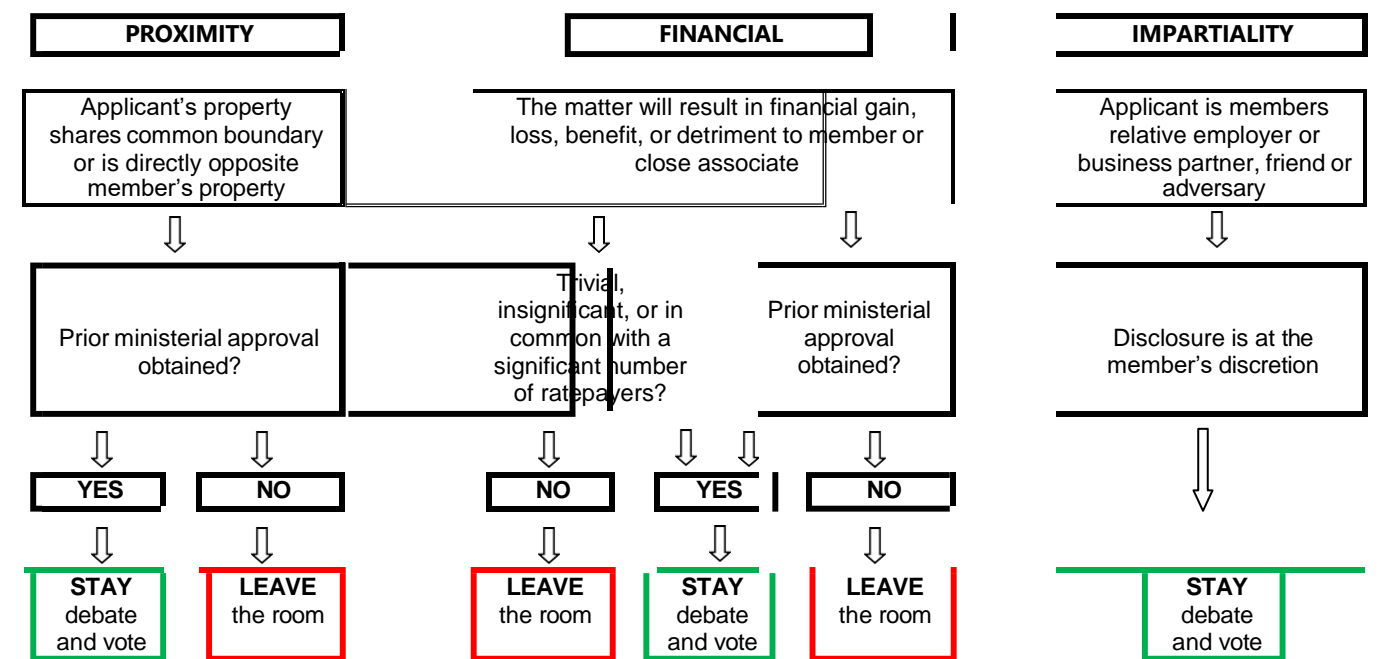 PROXIMITY
FINANCIAL
IMPARTIALITY
Applicant's property
shares common boundary
or is directly opposite
member's property
The matter will result in financial gain,
loss, benefit, or detriment to member or
close associate
Applicant is members
relative employer or
business partner, friend or
adversary
Prior ministerial approval
obtained?
Trivial,
insignificant, or in
common with a
significant number
of ratepayers?
Prior ministerial
approval
obtained?
Disclosure is at the
member's discretion
YES
NO
NO
YES
NO
STAY
debate
and vote
LEAVE
the room
LEAVE
the room
STAY
debate
and vote
LEAVE
the room
STAY
debate
and vote